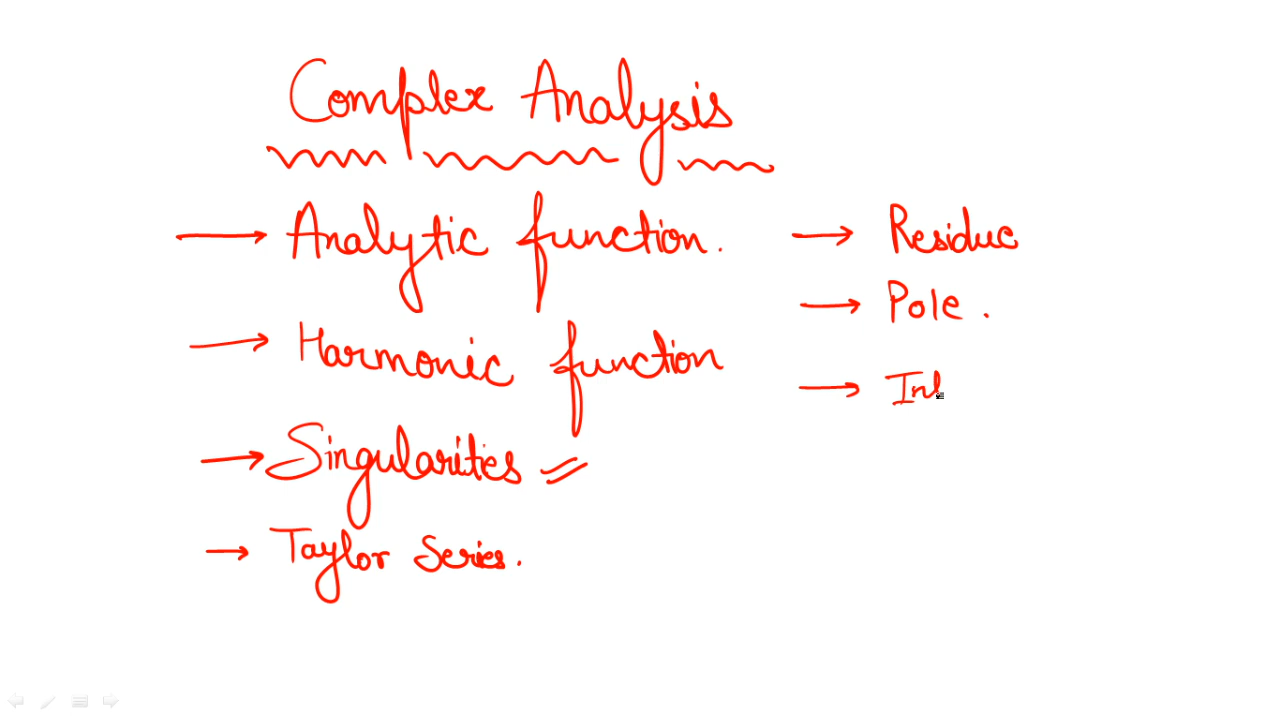 Complex Analysis
→ Analytic function.
→ Harmonic function
→ Singularities
→ Taylor Series.
→ Residue
→ Pole.
→